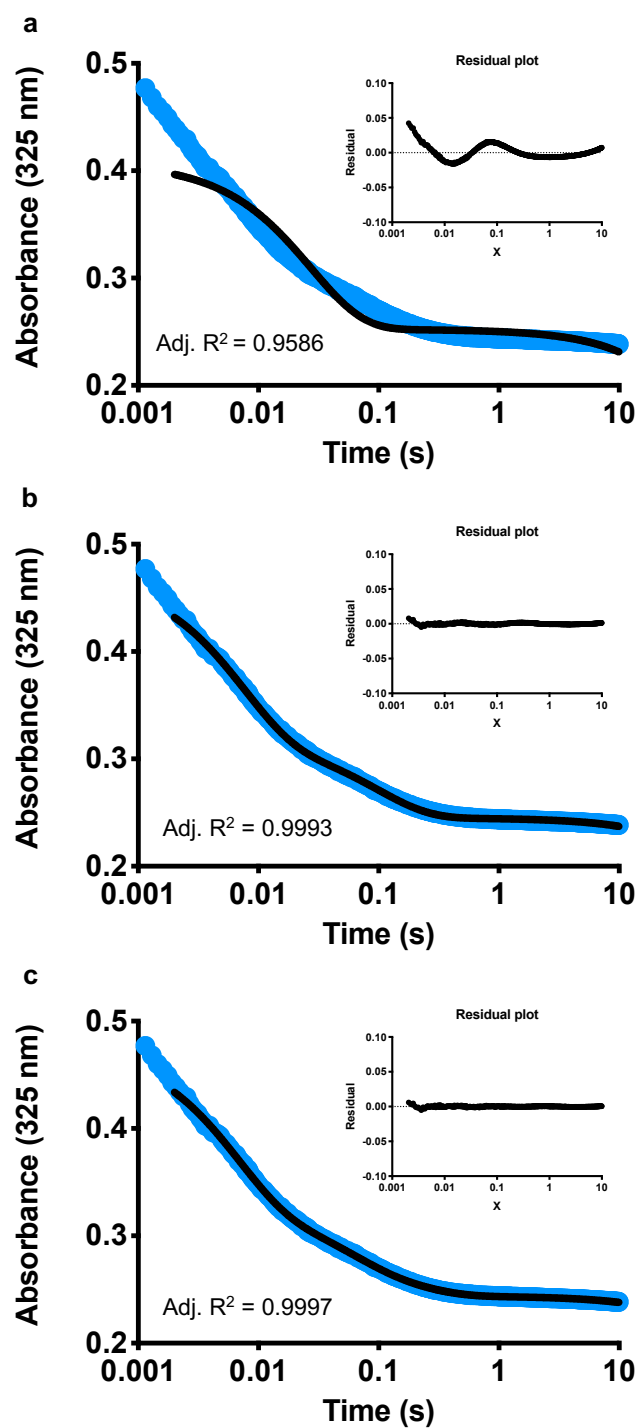 a
Absorbance (325 nm)
0.5
0.4
0.3
0.2
0.001
0.01
0.1
1
10
Time (s)
Adj. R² = 0.9586
Residual plot
Residual
0.10
0.05
0.00
-0.05
-0.10
0.001
0.01
0.1
1
10
X
b
Absorbance (325 nm)
0.5
0.4
0.3
0.2
0.001
0.01
0.1
1
10
Time (s)
Adj. R² = 0.9993
Residual plot
Residual
0.10
0.05
0.00
-0.05
-0.10
0.001
0.01
0.1
1
10
X
c
Absorbance (325 nm)
0.5
0.4
0.3
0.2
0.001
0.01
0.1
1
10
Time (s)
Adj. R² = 0.9997
Residual plot
Residual
0.10
0.05
0.00
-0.05
-0.10
0.001
0.01
0.1
1
10
X